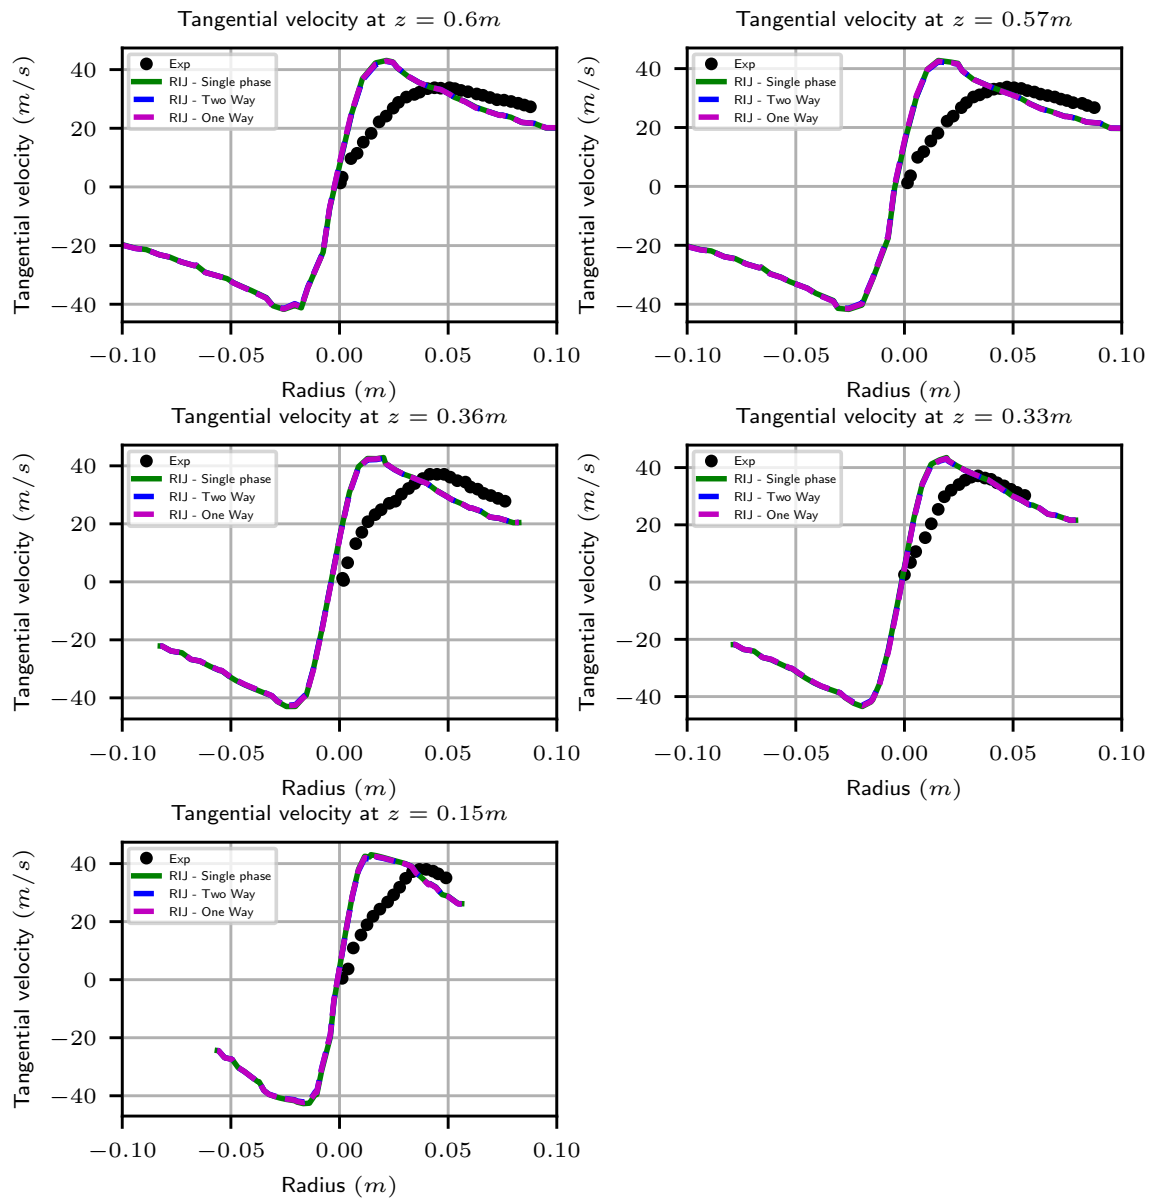 Tangential velocity at z = 0.6m
Tangential velocity (m/s)
40
20
0
−20
−40
Exp
RIJ - Single phase
RIJ - Two Way
RIJ - One Way
−0.10 −0.05 0.00 0.05 0.10
Radius (m)
Tangential velocity at z = 0.57m
Tangential velocity (m/s)
40
20
0
−20
−40
Exp
RIJ - Single phase
RIJ - Two Way
RIJ - One Way
−0.10 −0.05 0.00 0.05 0.10
Radius (m)
Tangential velocity at z = 0.36m
Tangential velocity (m/s)
40
20
0
−20
−40
Exp
RIJ - Single phase
RIJ - Two Way
RIJ - One Way
−0.10 −0.05 0.00 0.05 0.10
Radius (m)
Tangential velocity at z = 0.33m
Tangential velocity (m/s)
40
20
0
−20
−40
Exp
RIJ - Single phase
RIJ - Two Way
RIJ - One Way
−0.10 −0.05 0.00 0.05 0.10
Radius (m)
Tangential velocity at z = 0.15m
Tangential velocity (m/s)
40
20
0
−20
−40
Exp
RIJ - Single phase
RIJ - Two Way
RIJ - One Way
−0.10 −0.05 0.00 0.05 0.10
Radius (m)